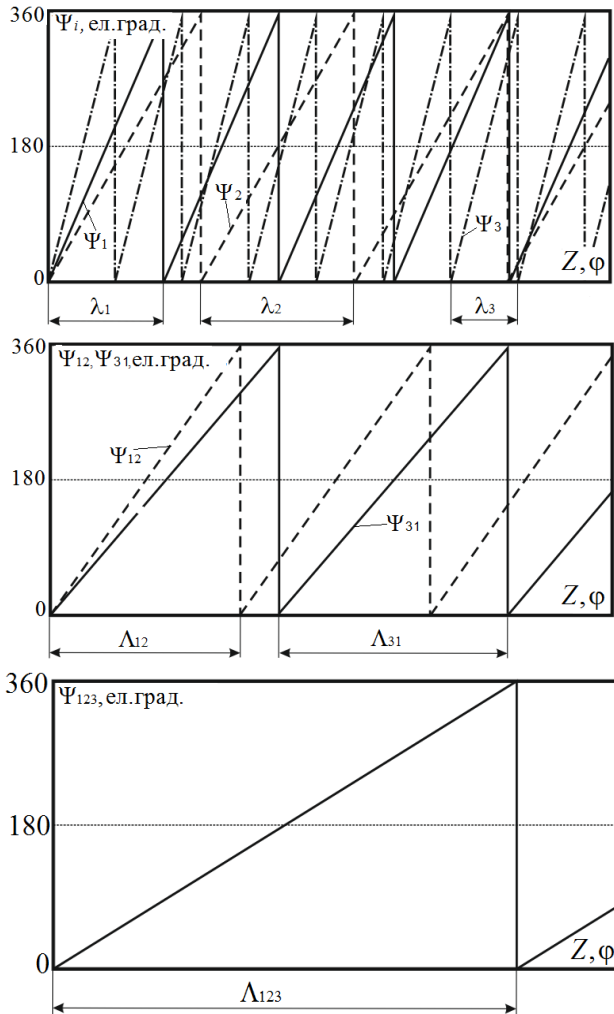 360
Ψi, ел.град.
180
Ψ1
Ψ2
Ψ3
0
Z, φ
λ1
λ2
λ3
360
Ψ12, Ψ31, ел.град.
Ψ12
180
Ψ31
0
Z, φ
Λ12
Λ31
360
Ψ123, ел.град.
180
0
Z, φ
Λ123